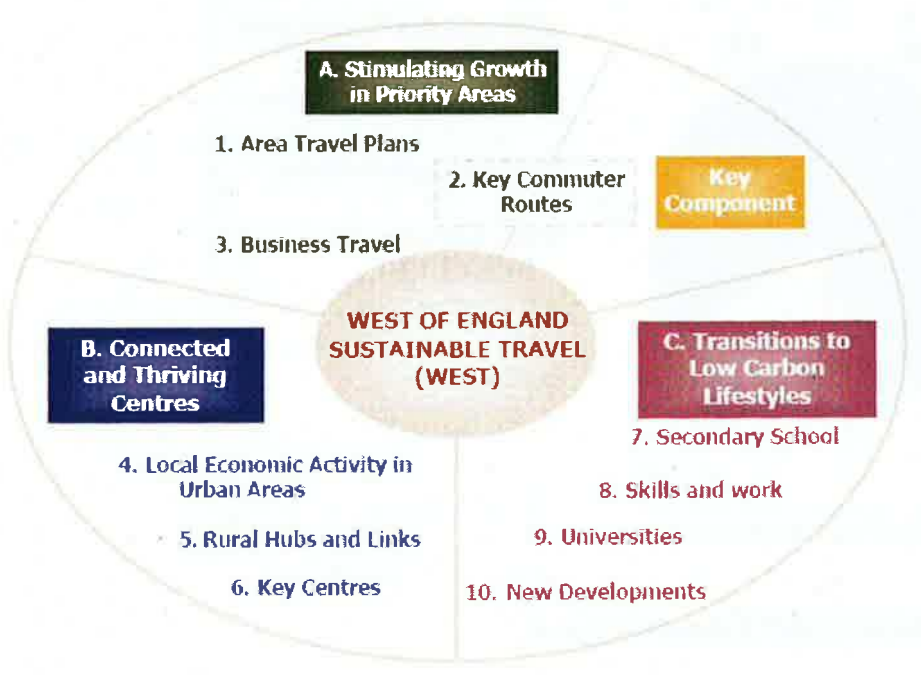 A. Stimulating Growth
in Priority Areas
1. Area Travel Plans
2. Key Commuter
Routes
Key
Component
3. Business Travel
WEST OF ENGLAND
SUSTAINABLE TRAVEL
(WEST)
B. Connected
and Thriving
Centres
C. Transitions to
Low Carbon
Lifestyles
4. Local Economic Activity in
Urban Areas
5. Rural Hubs and Links
6. Key Centres
7. Secondary School
8. Skills and work
9. Universities
10. New Developments